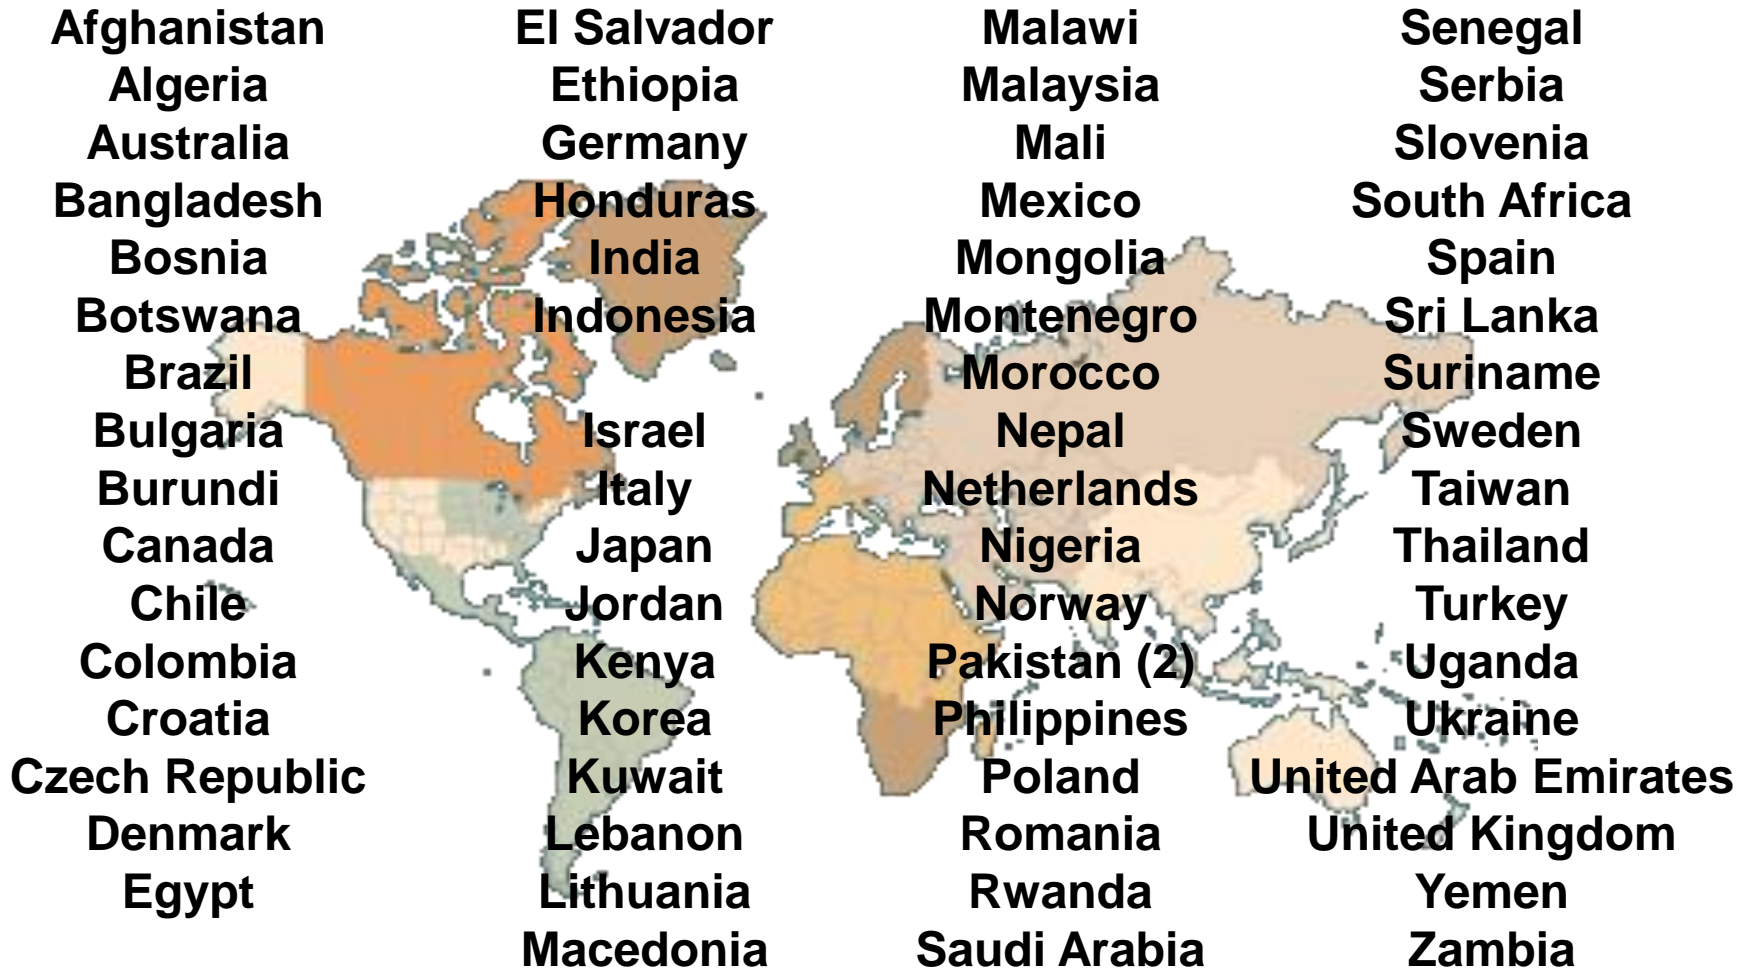 Afghanistan
Algeria
Australia
Bangladesh
Bosnia
Botswana
Brazil
Bulgaria
Burundi
Canada
Chile
Colombia
Croatia
Czech Republic
Denmark
Egypt
El Salvador
Ethiopia
Germany
Honduras
India
Indonesia
Israel
Italy
Japan
Jordan
Kenya
Korea
Kuwait
Lebanon
Lithuania
Macedonia
Malawi
Malaysia
Mali
Mexico
Mongolia
Montenegro
Morocco
Nepal
Netherlands
Nigeria
Norway
Pakistan (2)
Philippines
Poland
Romania
Rwanda
Saudi Arabia
Senegal
Serbia
Slovenia
South Africa
Spain
Sri Lanka
Suriname
Sweden
Taiwan
Thailand
Turkey
Uganda
Ukraine
United Arab Emirates
United Kingdom
Yemen
Zambia